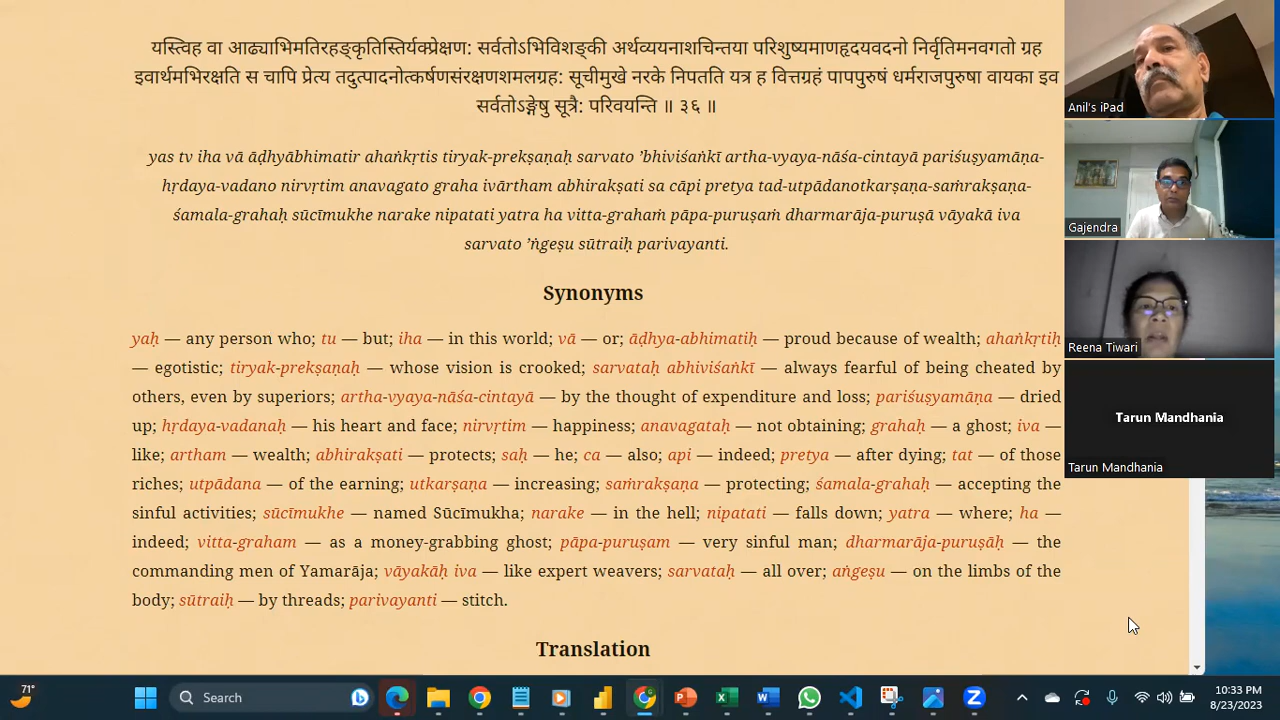 यस्त्विह वा आढ्याभिमतिरहङ्कृतिस्तिर्यक्प्रेक्षण: सर्वतोऽभिविशङ्की अर्थव्ययनाशचिन्तया परिशुष्यमाणहृदयवदनो निर्वृतिमनवगतो ग्रह
इवार्थमभिरक्षति स चापि प्रेत्य तदुत्पादनोत्कर्षणसंरक्षणशमलग्रह: सूचीमुखे नरके निपतति यत्र ह वित्तग्रहं पापपुरुषं धर्मराजपुरुषा वायका इव
सर्वतोऽङ्गेषु सूत्रै: परिवयन्ति ॥ ३६ ॥
yas tv iha vā āḍhyābhimatir ahaṅkṛtis tiryak-prekṣaṇaḥ sarvato ’bhiviśaṅkī artha-vyaya-nāśa-cintayā pariśuṣyamāṇa-
hṛdaya-vadano nirvṛtim anavagato graha ivārtham abhirakṣati sa cāpi pretya tad-utpādanotkarṣaṇa-saṁrakṣaṇa-
śamala-grahaḥ sūcīmukhe narake nipatati yatra ha vitta-grahaṁ pāpa-puruṣaṁ dharmarāja-puruṣā vāyakā iva
sarvato ’ṅgeṣu sūtraiḥ parivayanti.
Synonyms
yaḥ — any person who; tu — but; iha — in this world; vā — or; āḍhya-abhimatiḥ — proud because of wealth; ahaṅkṛtiḥ
— egotistic; tiryak-prekṣaṇaḥ — whose vision is crooked; sarvataḥ abhiviśaṅkī — always fearful of being cheated by
others, even by superiors; artha-vyaya-nāśa-cintayā — by the thought of expenditure and loss; pariśuṣyamāṇa — dried
up; hṛdaya-vadanaḥ — his heart and face; nirvṛtim — happiness; anavagataḥ — not obtaining; grahaḥ — a ghost; iva —
like; artham — wealth; abhirakṣati — protects; saḥ — he; ca — also; api — indeed; pretya — after dying; tat — of those
riches; utpādana — of the earning; utkarṣaṇa — increasing; saṁrakṣaṇa — protecting; śamala-grahaḥ — accepting the
sinful activities; sūcīmukhe — named Sūcīmukha; narake — in the hell; nipatati — falls down; yatra — where; ha —
indeed; vitta-graham — as a money-grabbing ghost; pāpa-puruṣam — very sinful man; dharmarāja-puruṣāḥ — the
commanding men of Yamarāja; vāyakāḥ iva — like expert weavers; sarvataḥ — all over; aṅgeṣu — on the limbs of the
body; sūtraiḥ — by threads; parivayanti — stitch.
Translation
Anil's iPad
Gajendra
Reena Tiwari
Tarun Mandhania
Tarun Mandhania
71°
Search
10:33 PM
8/23/2023